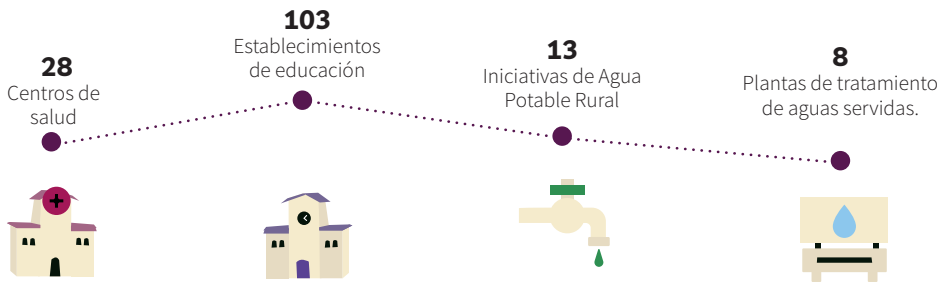 28
Centros de
salud
103
Establecimientos
de educación
13
Iniciativas de Agua
Potable Rural
8
Plantas de tratamiento
de aguas servidas.